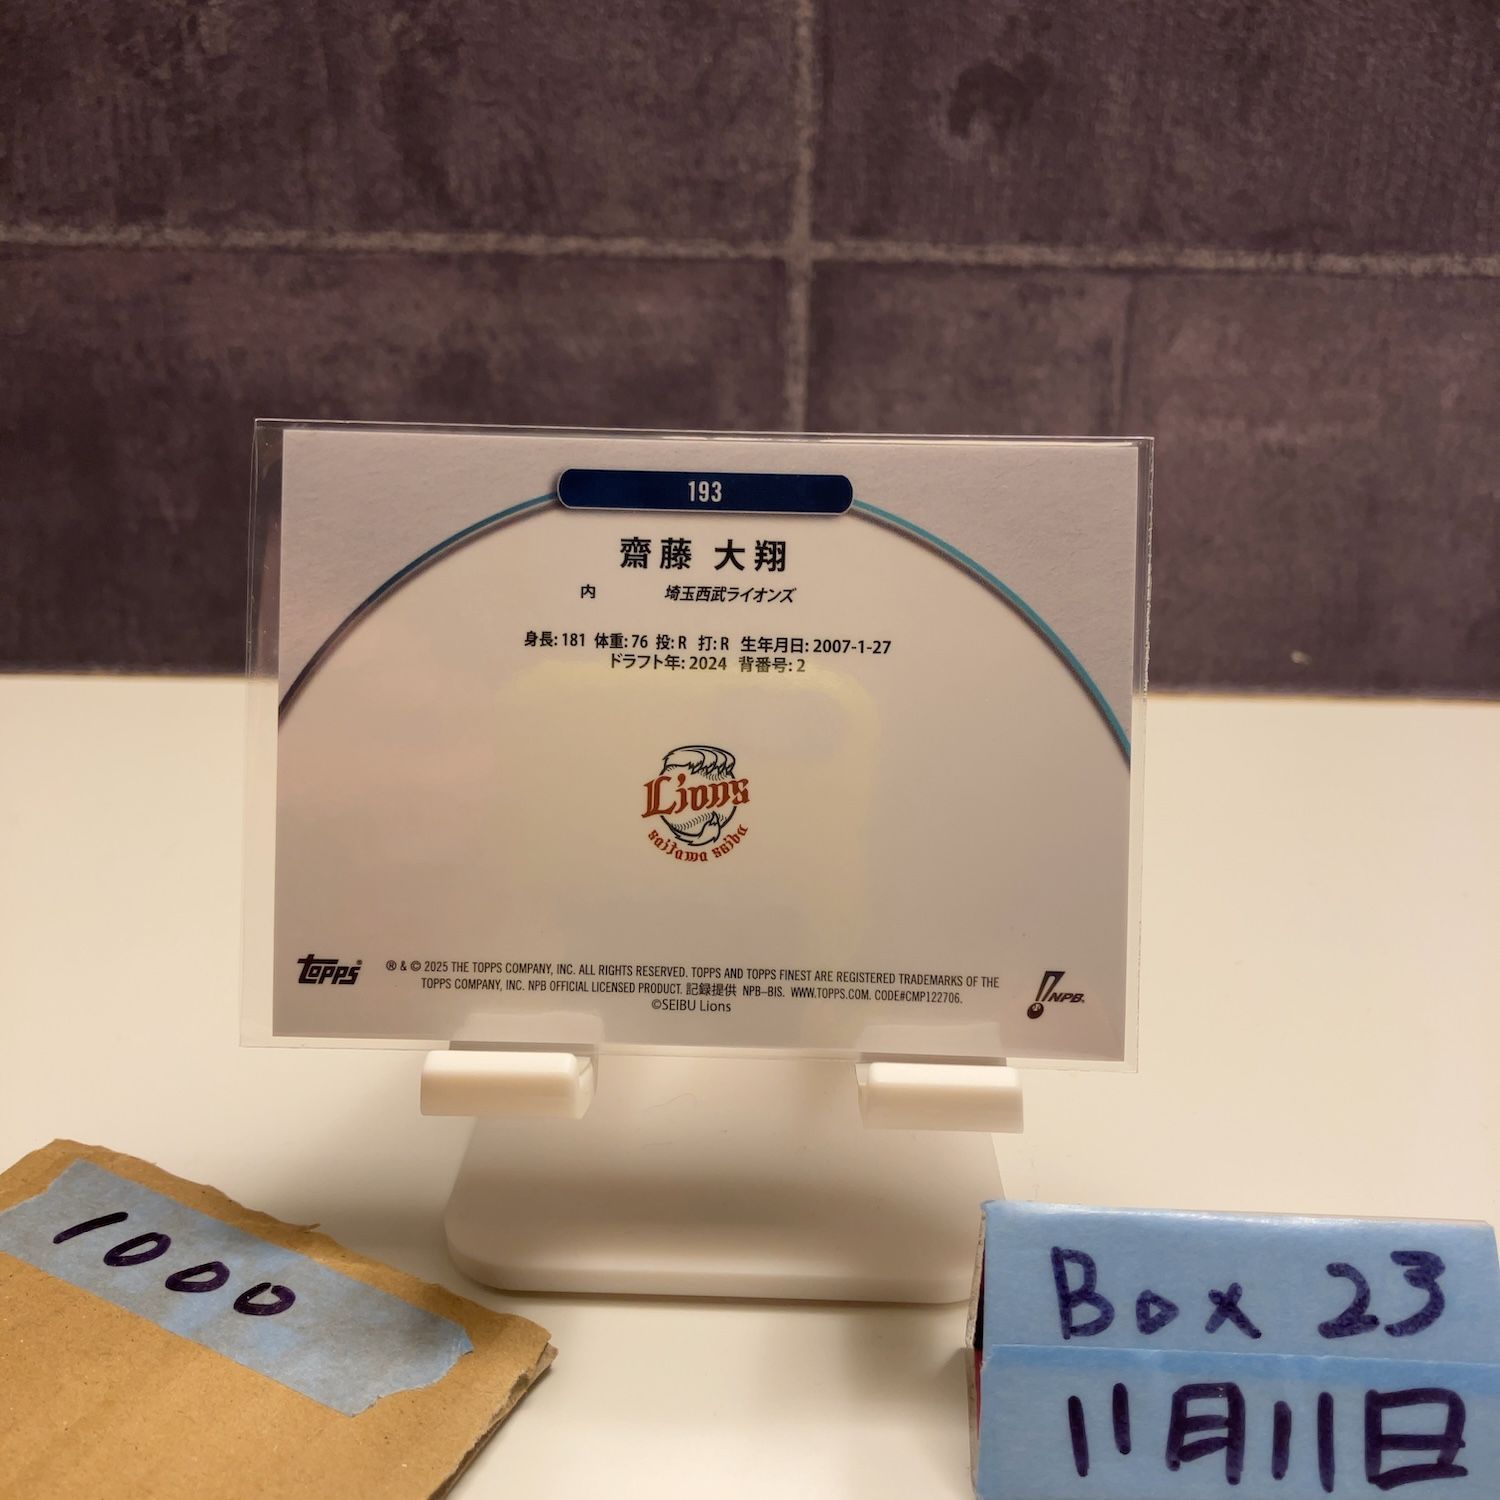 193
齋藤 大翔
内 埼玉西武ライオンズ
身長: 181 体重: 76 投: R 打: R 生年月日: 2007-1-27
ドラフト年: 2024 背番号: 2
Lions
saitama seibu
topps®
® & © 2025 THE TOPPS COMPANY, INC. ALL RIGHTS RESERVED. TOPPS AND TOPPS FINEST ARE REGISTERED TRADEMARKS OF THE
TOPPS COMPANY, INC. NPB OFFICIAL LICENSED PRODUCT. 記録提供 NPB–BIS. WWW.TOPPS.COM. CODE#CMP122706.
©SEIBU Lions
NPB.
1000
Box 23
11月11日